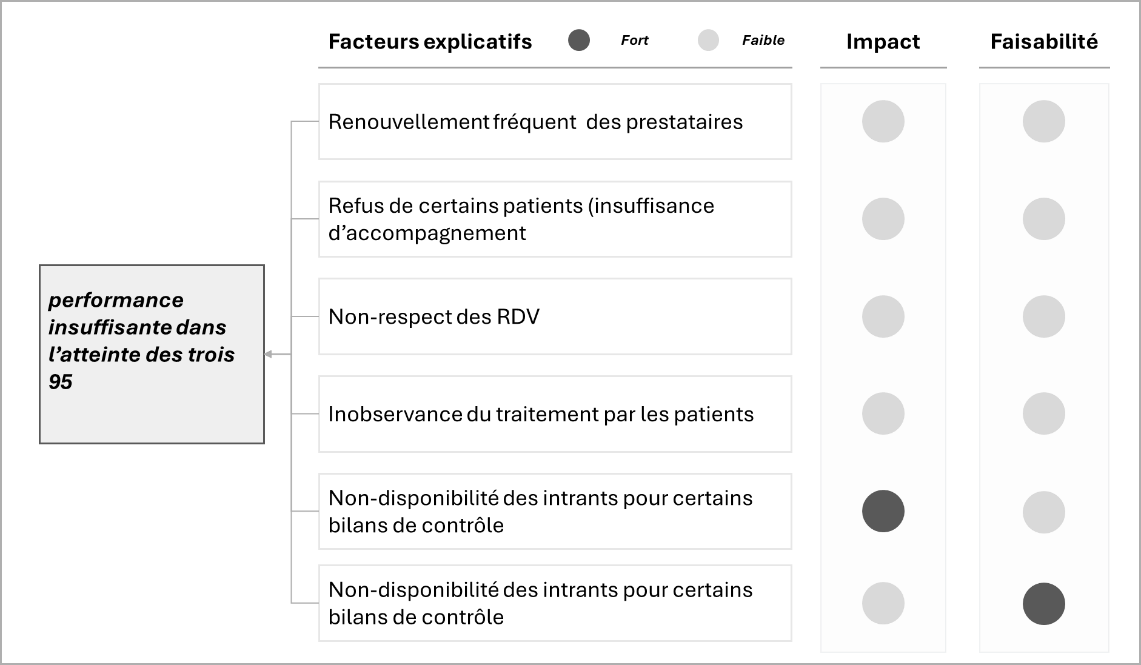 Facteurs explicatifs
Fort
Faible
Impact
Faisabilité
Renouvellement fréquent  des prestataires
Refus de certains patients (insuffisance
d’accompagnement
performance
insuffisante dans
l’atteinte des trois
95
Non-respect des RDV
Inobservance du traitement par les patients
Non-disponibilité des intrants pour certains
bilans de contrôle
Non-disponibilité des intrants pour certains
bilans de contrôle